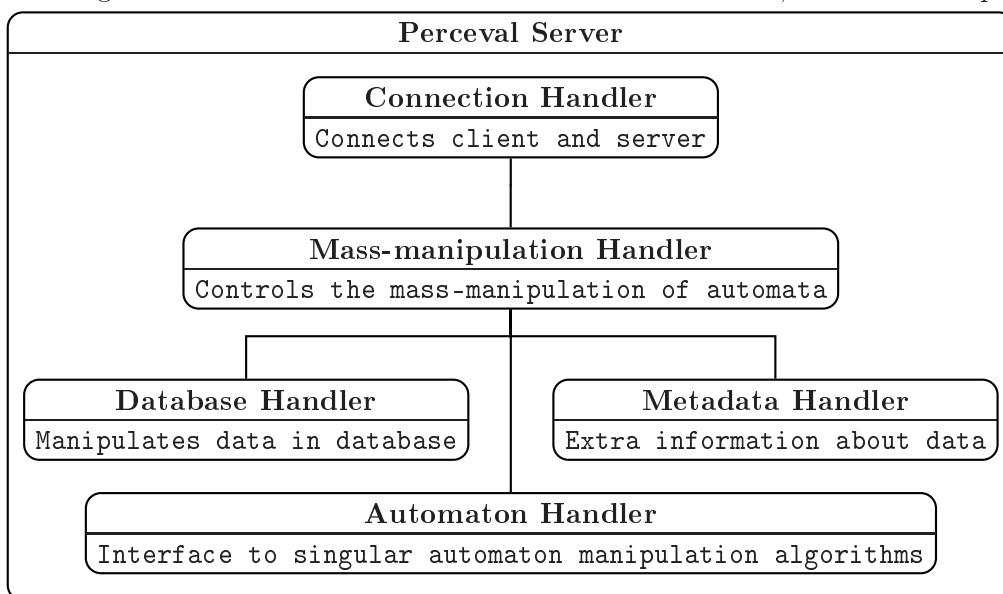 Perceval Server
Connection Handler
Connects client and server
Mass-manipulation Handler
Controls the mass-manipulation of automata
Database Handler
Manipulates data in database
Metadata Handler
Extra information about data
Automaton Handler
Interface to singular automaton manipulation algorithms